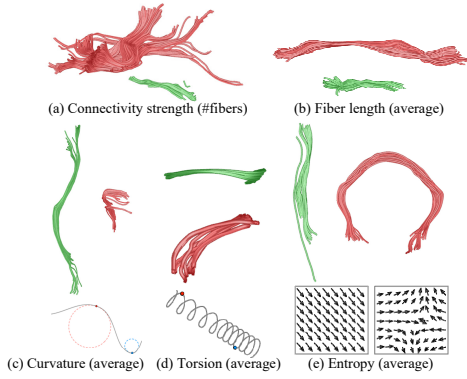 (a) Connectivity strength (#fibers)
(b) Fiber length (average)
(c) Curvature (average)
(d) Torsion (average)
(e) Entropy (average)